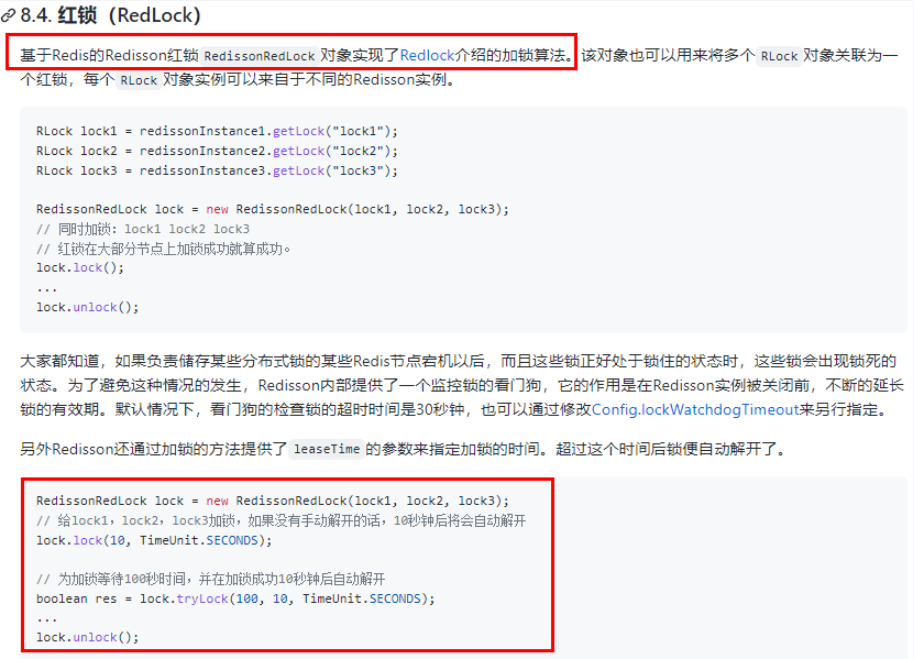 8.4. 红锁（RedLock）
基于Redis的Redisson红锁 RedissonRedLock 对象实现了Redlock介绍的加锁算法。该对象也可以用来将多个 RLock 对象关联为一
个红锁，每个 RLock 对象实例可以来自于不同的Redisson实例。
RLock lock1 = redissonInstance1.getLock("lock1");
RLock lock2 = redissonInstance2.getLock("lock2");
RLock lock3 = redissonInstance3.getLock("lock3");
RedissonRedLock lock = new RedissonRedLock(lock1, lock2, lock3);
// 同时加锁：lock1 lock2 lock3
// 红锁在大部分节点上加锁成功就算成功。
lock.lock();
...
lock.unlock();
大家都知道，如果负责储存某些分布式锁的某些Redis节点宕机以后，而且这些锁正好处于锁住的状态时，这些锁会出现锁死的
状态。为了避免这种情况的发生，Redisson内部提供了一个监控锁的看门狗，它的作用是在Redisson实例被关闭前，不断的延长
锁的有效期。默认情况下，看门狗的检查锁的超时时间是30秒钟，也可以通过修改Config.lockWatchdogTimeout来另行指定。
另外Redisson还通过加锁的方法提供了 leaseTime 的参数来指定加锁的时间。超过这个时间后锁便自动解开了。
RedissonRedLock lock = new RedissonRedLock(lock1, lock2, lock3);
// 给lock1，lock2，lock3加锁，如果没有手动解开的话，10秒钟后将会自动解开
lock.lock(10, TimeUnit.SECONDS);
// 为加锁等待100秒时间，并在加锁成功10秒钟后自动解开
boolean res = lock.tryLock(100, 10, TimeUnit.SECONDS);
...
lock.unlock();